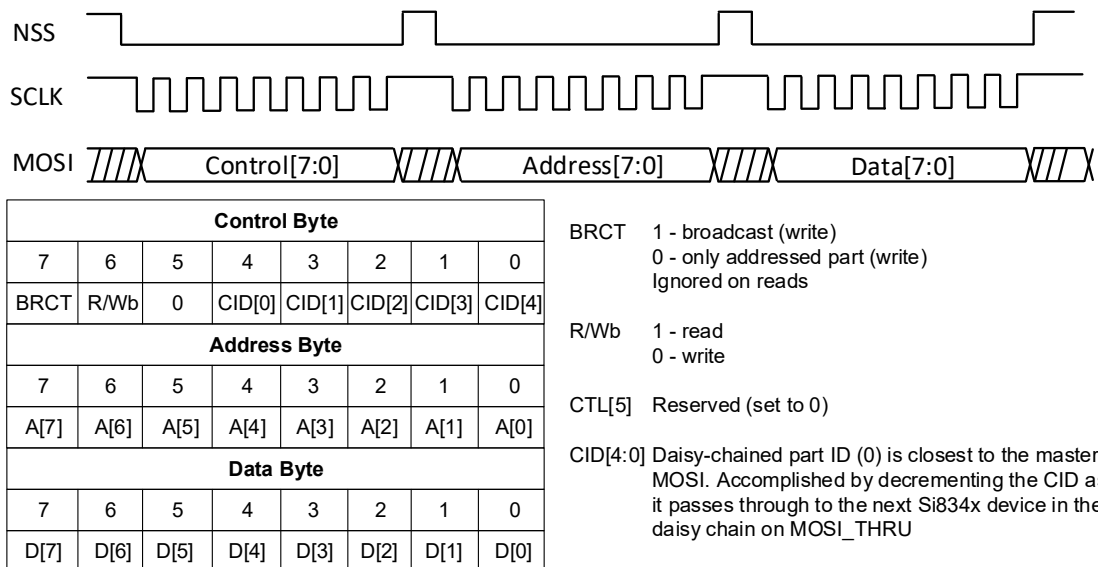 NSS
SCLK
MOSI Control[7:0] Address[7:0] Data[7:0]
Control Byte
7 6 5 4 3 2 1 0
BRCT R/Wb 0 CID[0] CID[1] CID[2] CID[3] CID[4]
Address Byte
7 6 5 4 3 2 1 0
A[7] A[6] A[5] A[4] A[3] A[2] A[1] A[0]
Data Byte
7 6 5 4 3 2 1 0
D[7] D[6] D[5] D[4] D[3] D[2] D[1] D[0]
BRCT 1 - broadcast (write)
0 - only addressed part (write)
Ignored on reads
R/Wb 1 - read
0 - write
CTL[5] Reserved (set to 0)
CID[4:0] Daisy-chained part ID (0) is closest to the master
MOSI. Accomplished by decrementing the CID as
it passes through to the next Si834x device in the
daisy chain on MOSI_THRU